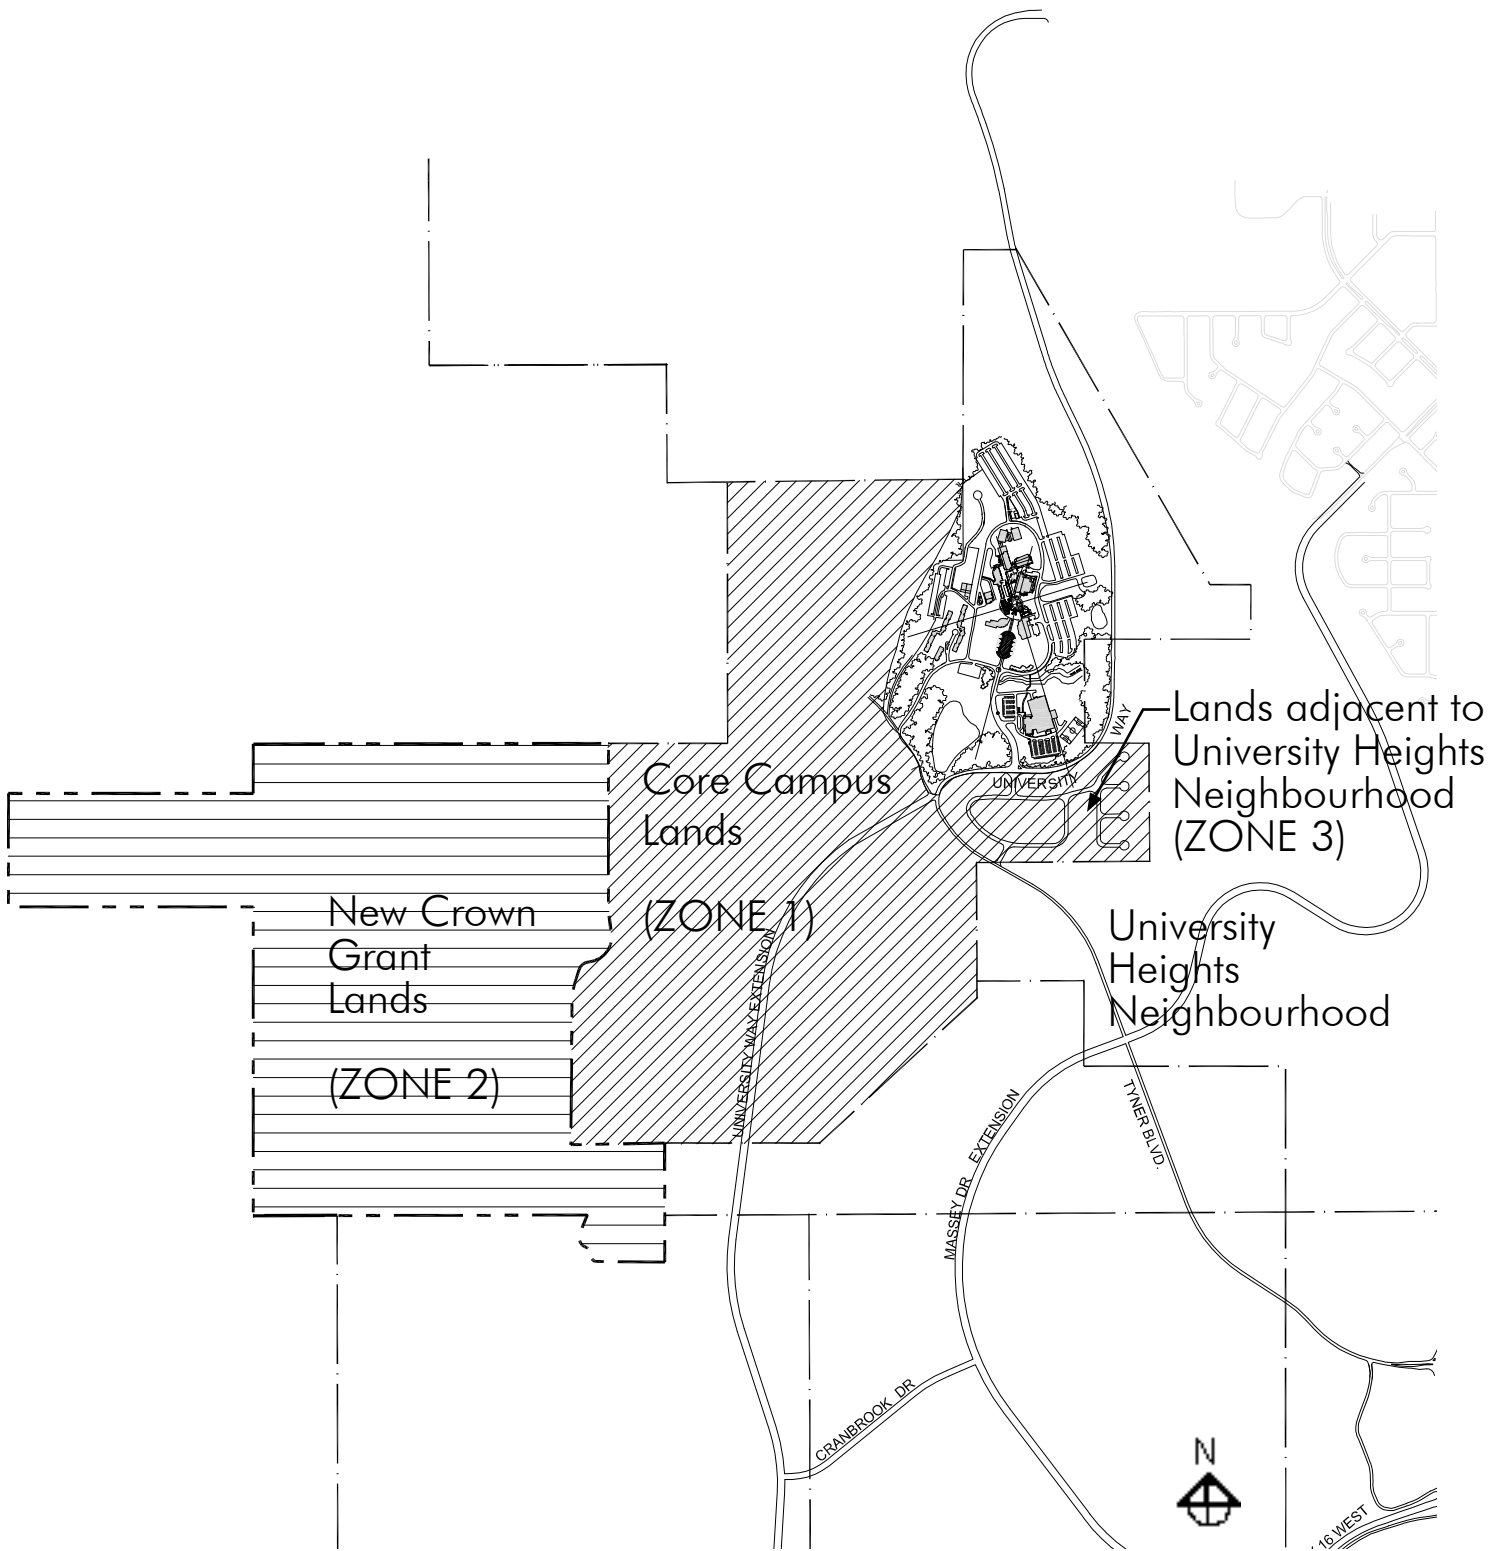 Lands adjacent to
University Heights
Neighbourhood
(ZONE 3)
WAY
UNIVERSITY
Core Campus
Lands
(ZONE 1)
New Crown
Grant
Lands
(ZONE 2)
University
Heights
Neighbourhood
UNIVERSITY WAY EXTENSION
MASSEY DR EXTENSION
TYNER BLVD.
CRANBROOK DR
N
16 WEST